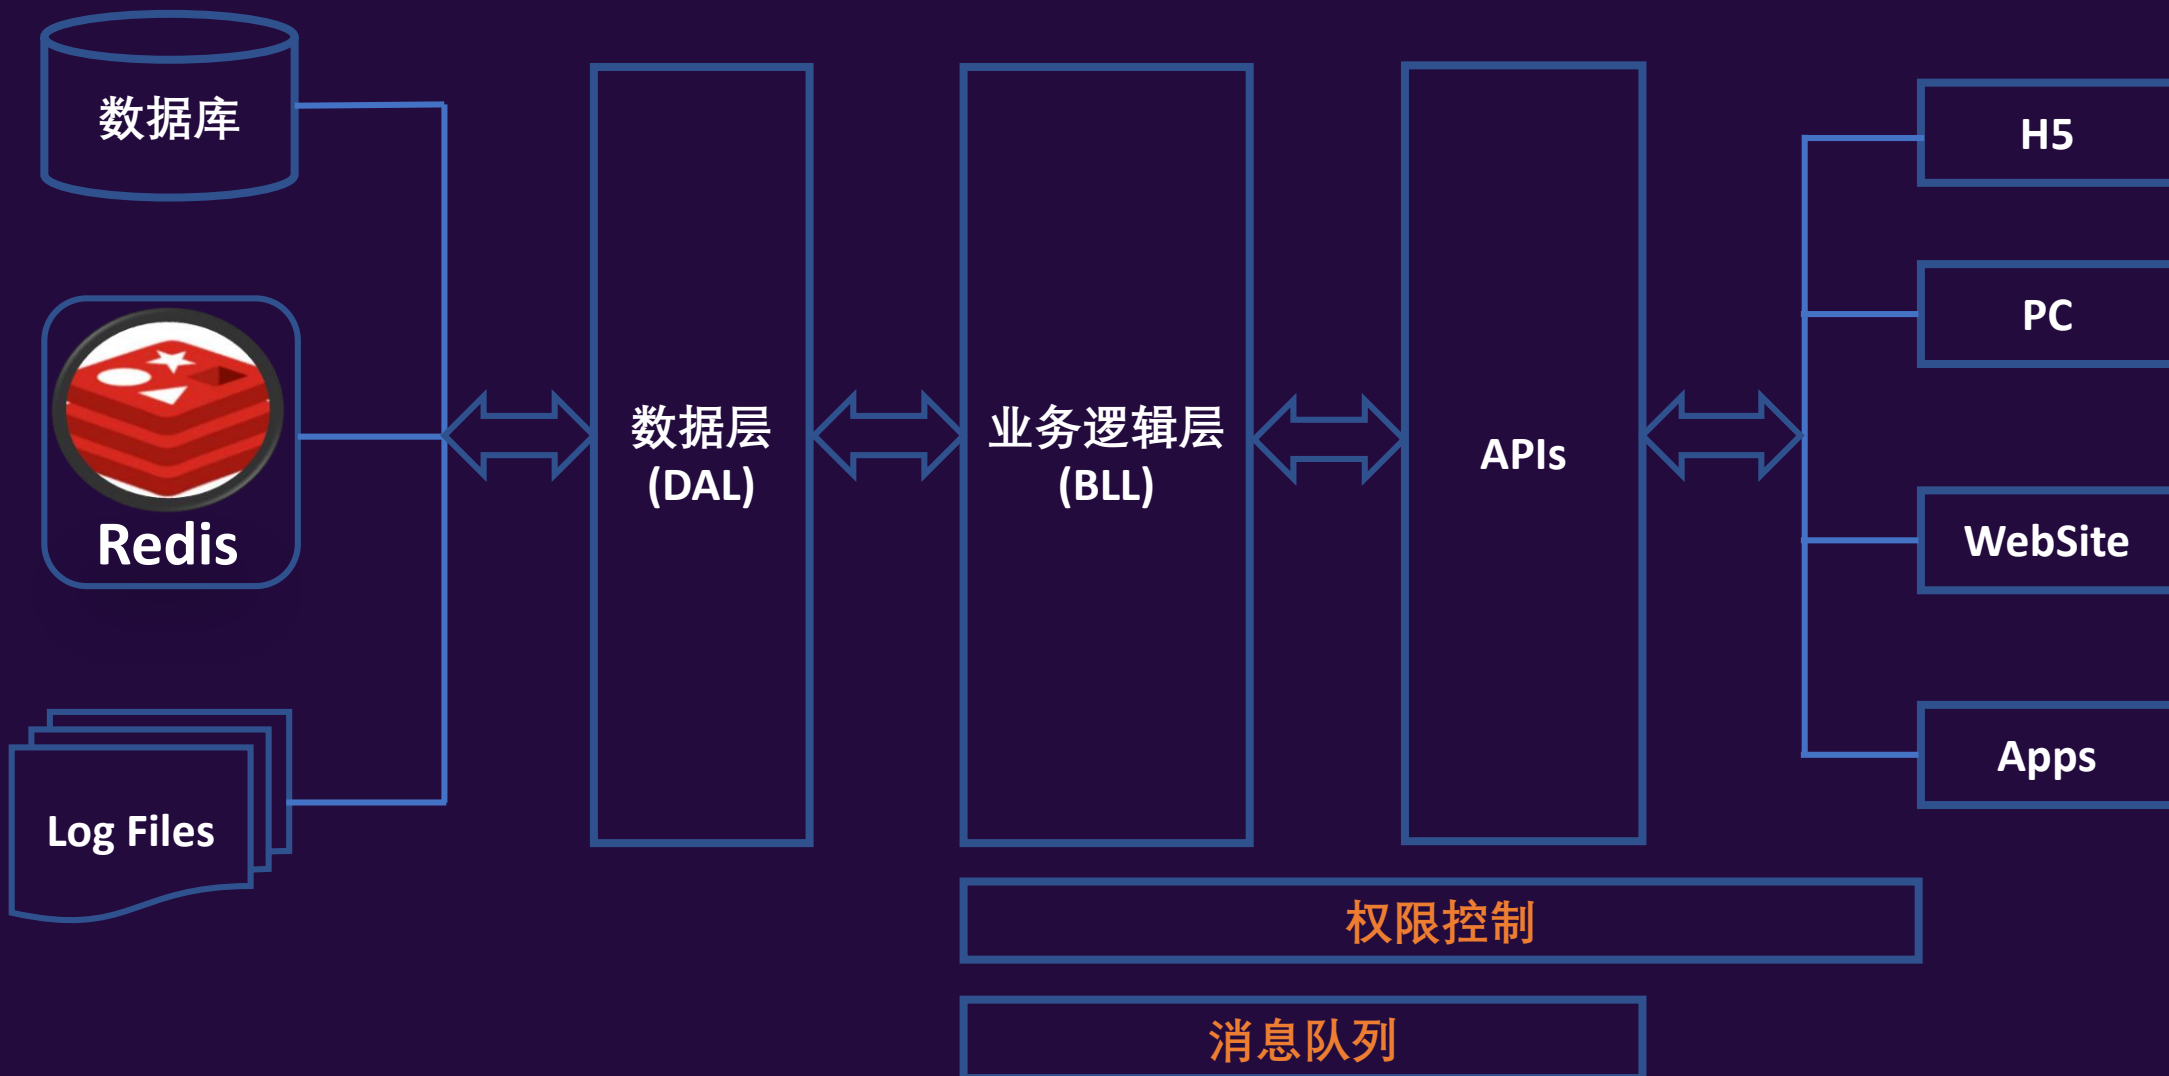 数据库
Redis
Log Files
数据层
(DAL)
业务逻辑层
(BLL)
APIs
H5
PC
WebSite
Apps
权限控制
消息队列